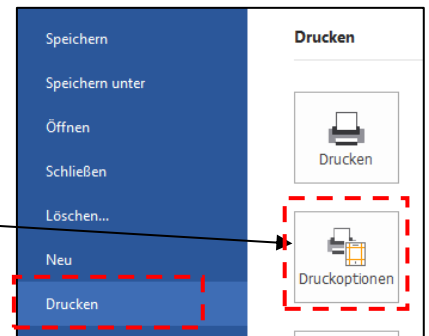 Speichern
Speichern unter
Öffnen
Schließen
Löschen...
Neu
Drucken
Drucken
Drucken
Druckoptionen